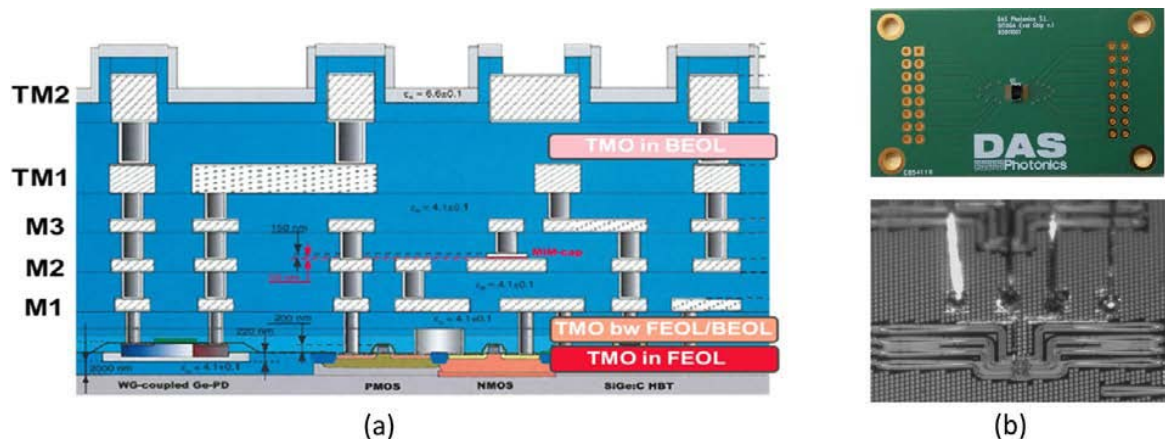 TM2
TM1
M3
M2
M1
εᵣ = 6.6±0.1
TMO in BEOL
εᵣ = 4.1±0.1
150 nm
MIM-cap
εᵣ = 4.1±0.1
200 nm
220 nm
εᵣ = 4.1±0.1
TMO bw FEOL/BEOL
TMO in FEOL
2000 nm
εᵣ = 4.1±0.1
WG-coupled Ge-PD
PMOS
NMOS
SiGe:C HBT
(a)
DAS Photonics S.L.
DAS
Photonics
(b)